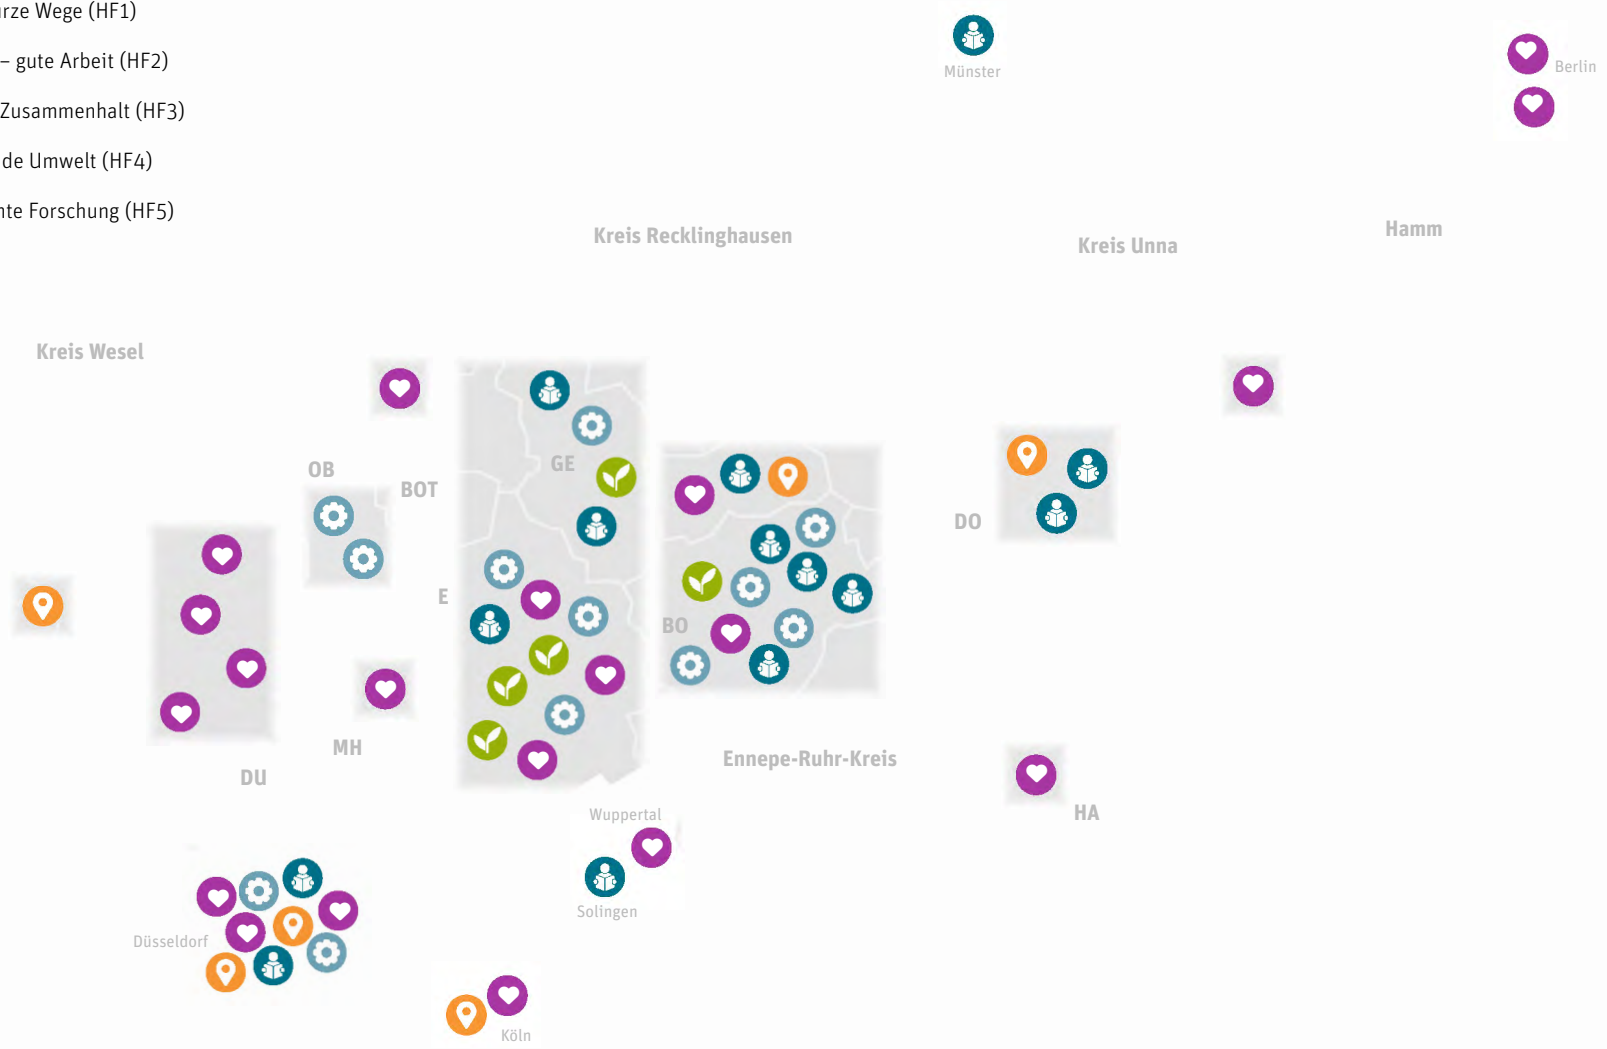 urze Wege (HF1)
– gute Arbeit (HF2)
Zusammenhalt (HF3)
de Umwelt (HF4)
nte Forschung (HF5)
Münster
Berlin
Kreis Recklinghausen
Kreis Unna
Hamm
Kreis Wesel
OB
BOT
GE
DO
E
BO
MH
DU
Ennepe-Ruhr-Kreis
HA
Wuppertal
Solingen
Düsseldorf
Köln